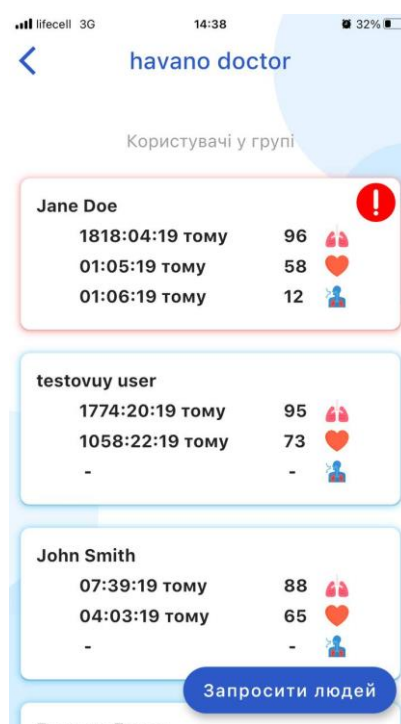 lifecell 3G 14:38 32%
havano doctor
Користувачі у групі
Jane Doe
1818:04:19 тому 96
01:05:19 тому 58
01:06:19 тому 12
testovuy user
1774:20:19 тому 95
1058:22:19 тому 73
- -
John Smith
07:39:19 тому 88
04:03:19 тому 65
- -
Запросити людей